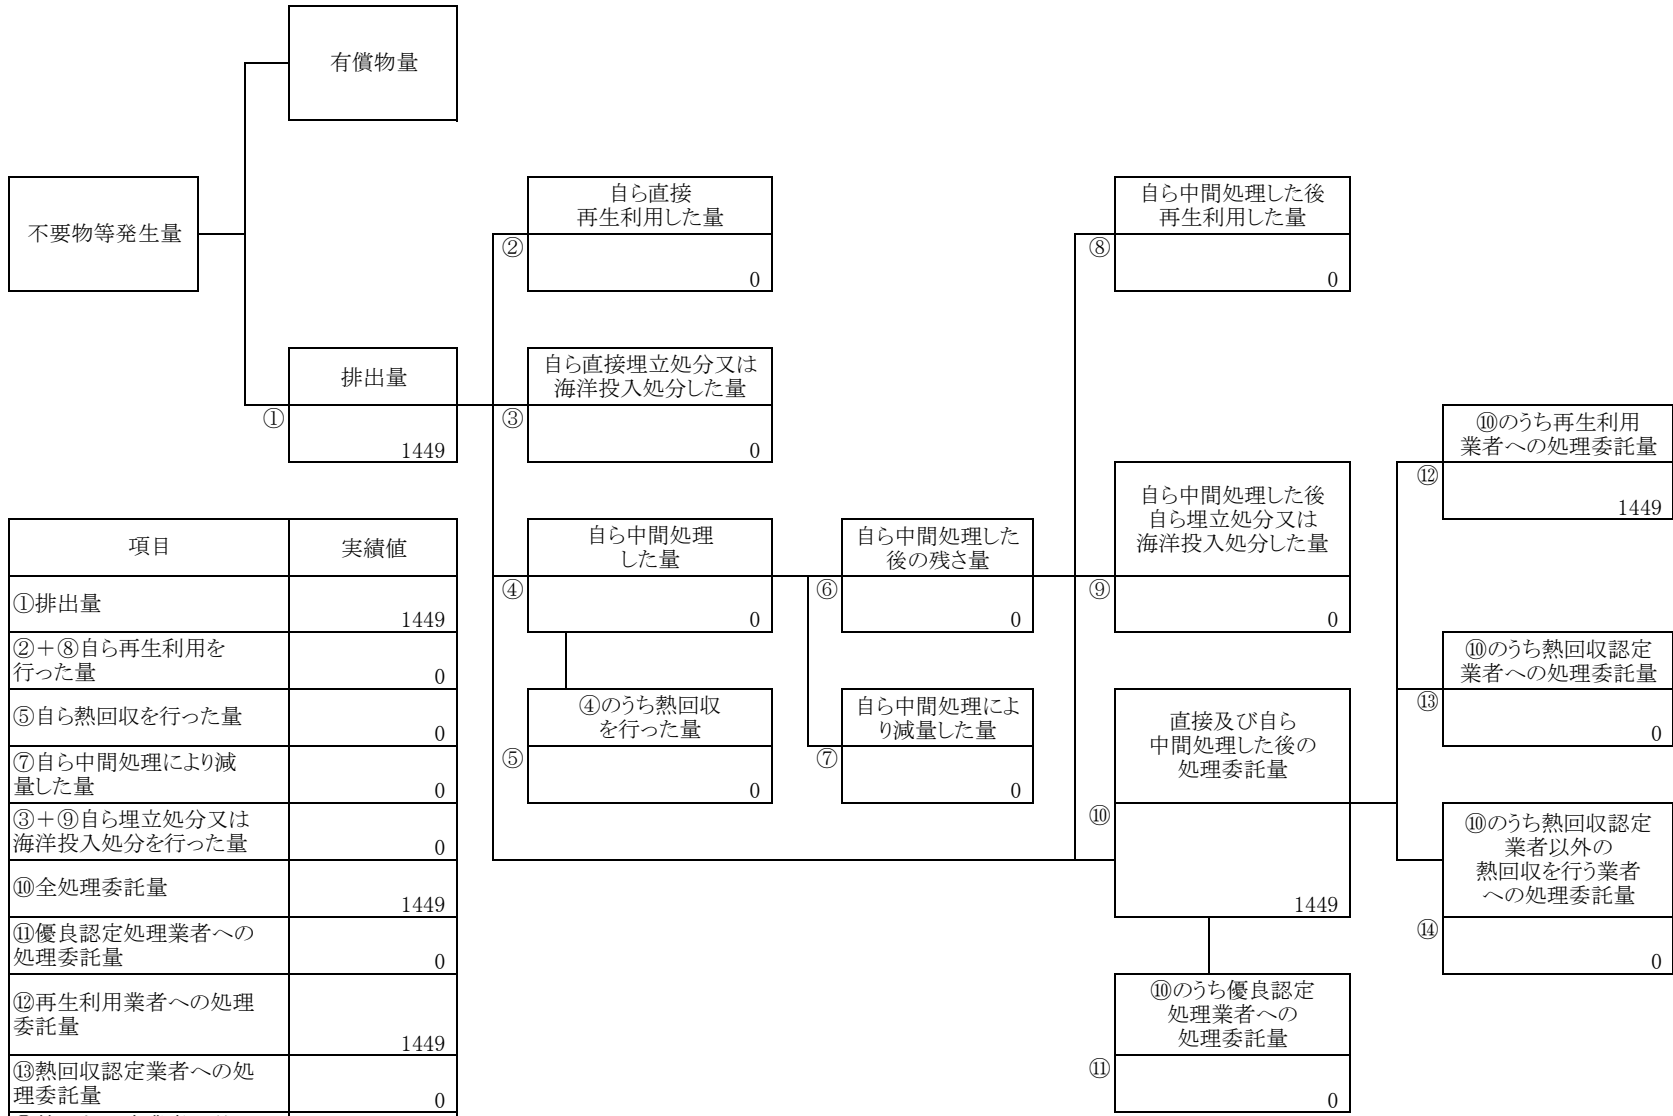 有償物量
不要物等発生量
自ら直接
再生利用した量
②
0
自ら中間処理した後
再生利用した量
⑧
0
排出量
①
1449
自ら直接埋立処分又は
海洋投入処分した量
③
0
⑩のうち再生利用
業者への処理委託量
⑫
1449
自ら中間処理
した量
④
0
自ら中間処理した
後の残さ量
⑥
0
自ら中間処理した後
自ら埋立処分又は
海洋投入処分した量
⑨
0
⑩のうち熱回収認定
業者への処理委託量
⑬
0
④のうち熱回収
を行った量
⑤
0
自ら中間処理によ
り減量した量
⑦
0
直接及び自ら
中間処理した後の
処理委託量
⑩
1449
⑩のうち熱回収認定
業者以外の
熱回収を行う業者
への処理委託量
⑭
0
⑩のうち優良認定
処理業者への
処理委託量
⑪
0
項目 実績値
①排出量
1449
②＋⑧自ら再生利用を
行った量
0
⑤自ら熱回収を行った量
0
⑦自ら中間処理により減
量した量
0
③＋⑨自ら埋立処分又は
海洋投入処分を行った量
0
⑩全処理委託量
1449
⑪優良認定処理業者への
処理委託量
0
⑫再生利用業者への処理
委託量
1449
⑬熱回収認定業者への処
理委託量
0